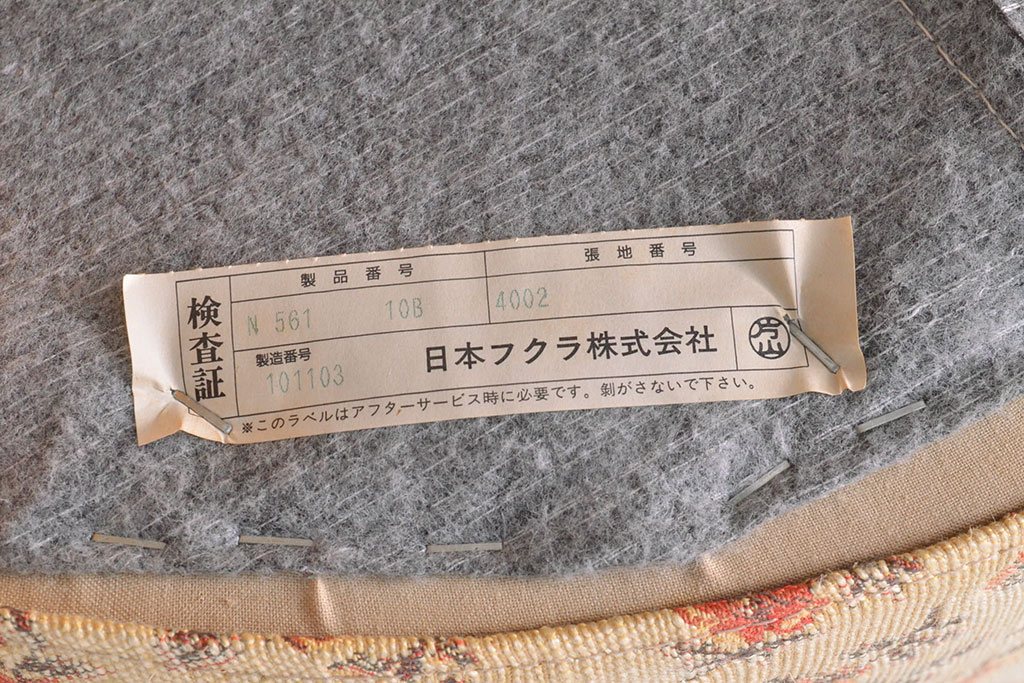 検査証
製品番号 張地番号
N 561 10B 4002
製造番号
101103
日本フクラ株式会社
片山
※このラベルはアフターサービス時に必要です。剝がさないで下さい。